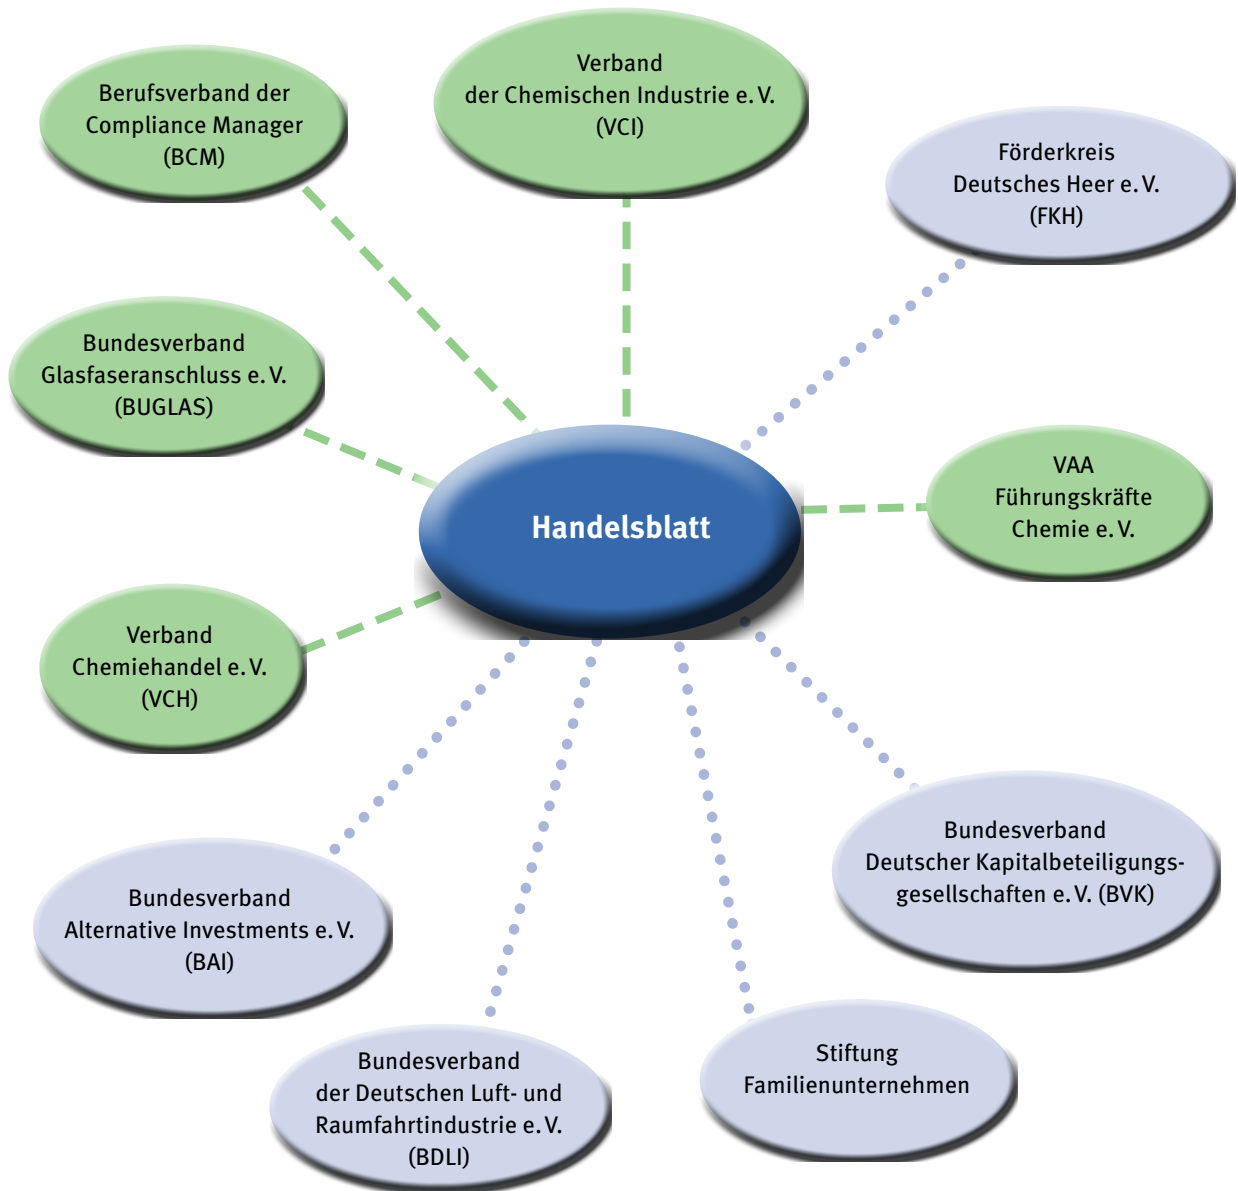 Verband
der Chemischen Industrie e. V.
(VCI)
Berufsverband der
Compliance Manager
(BCM)
Förderkreis
Deutsches Heer e. V.
(FKH)
Bundesverband
Glasfaseranschluss e. V.
(BUGLAS)
VAA
Führungskräfte
Chemie e. V.
Handelsblatt
Verband
Chemiehandel e. V.
(VCH)
Bundesverband
Deutscher Kapitalbeteiligungs-
gesellschaften e. V. (BVK)
Bundesverband
Alternative Investments e. V.
(BAI)
Stiftung
Familienunternehmen
Bundesverband
der Deutschen Luft- und
Raumfahrtindustrie e. V.
(BDLI)